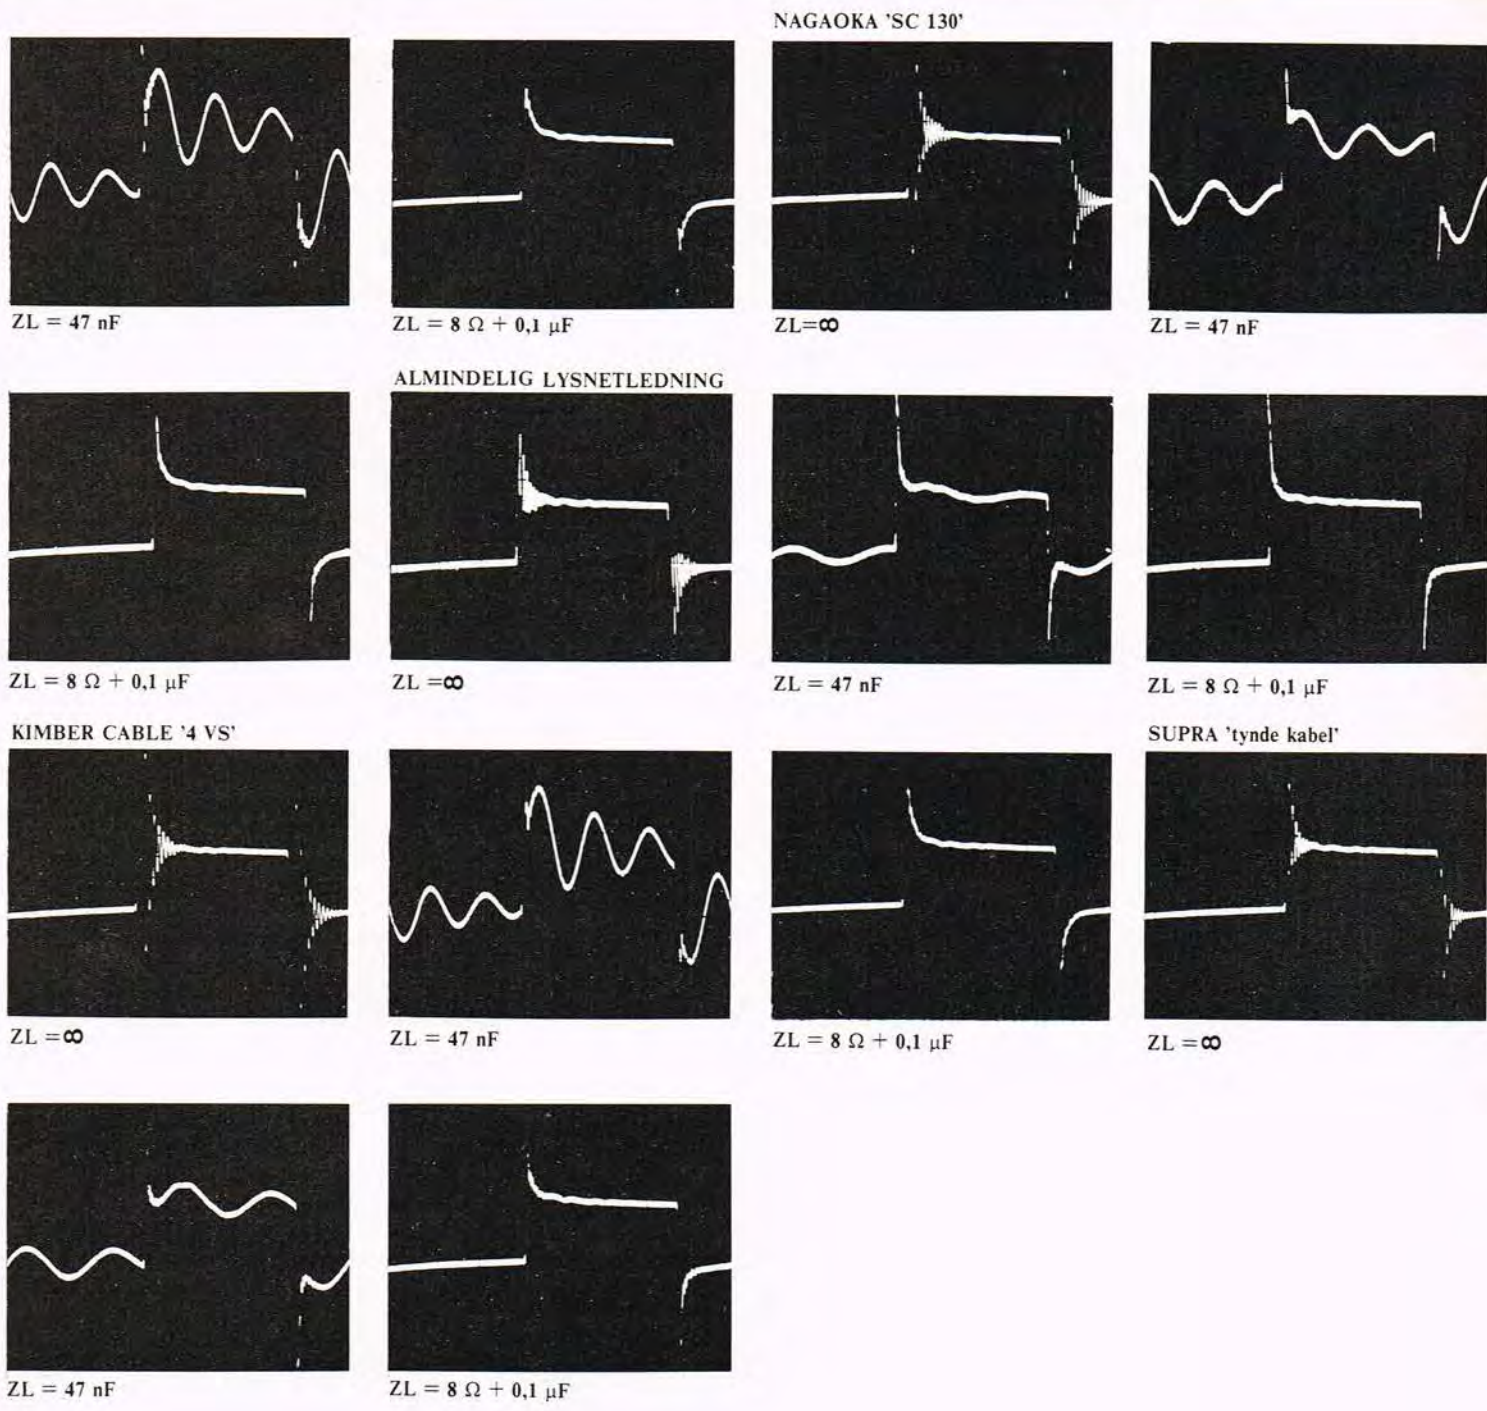 NAGAOKA 'SC 130'
ZL = 47 nF
ZL = 8 Ω + 0,1 μF
ZL=∞
ZL = 47 nF
ALMINDELIG LYSNETLEDNING
ZL = 8 Ω + 0,1 μF
ZL =∞
ZL = 47 nF
ZL = 8 Ω + 0,1 μF
KIMBER CABLE '4 VS'
SUPRA 'tynde kabel'
ZL =∞
ZL = 47 nF
ZL = 8 Ω + 0,1 μF
ZL =∞
ZL = 47 nF
ZL = 8 Ω + 0,1 μF